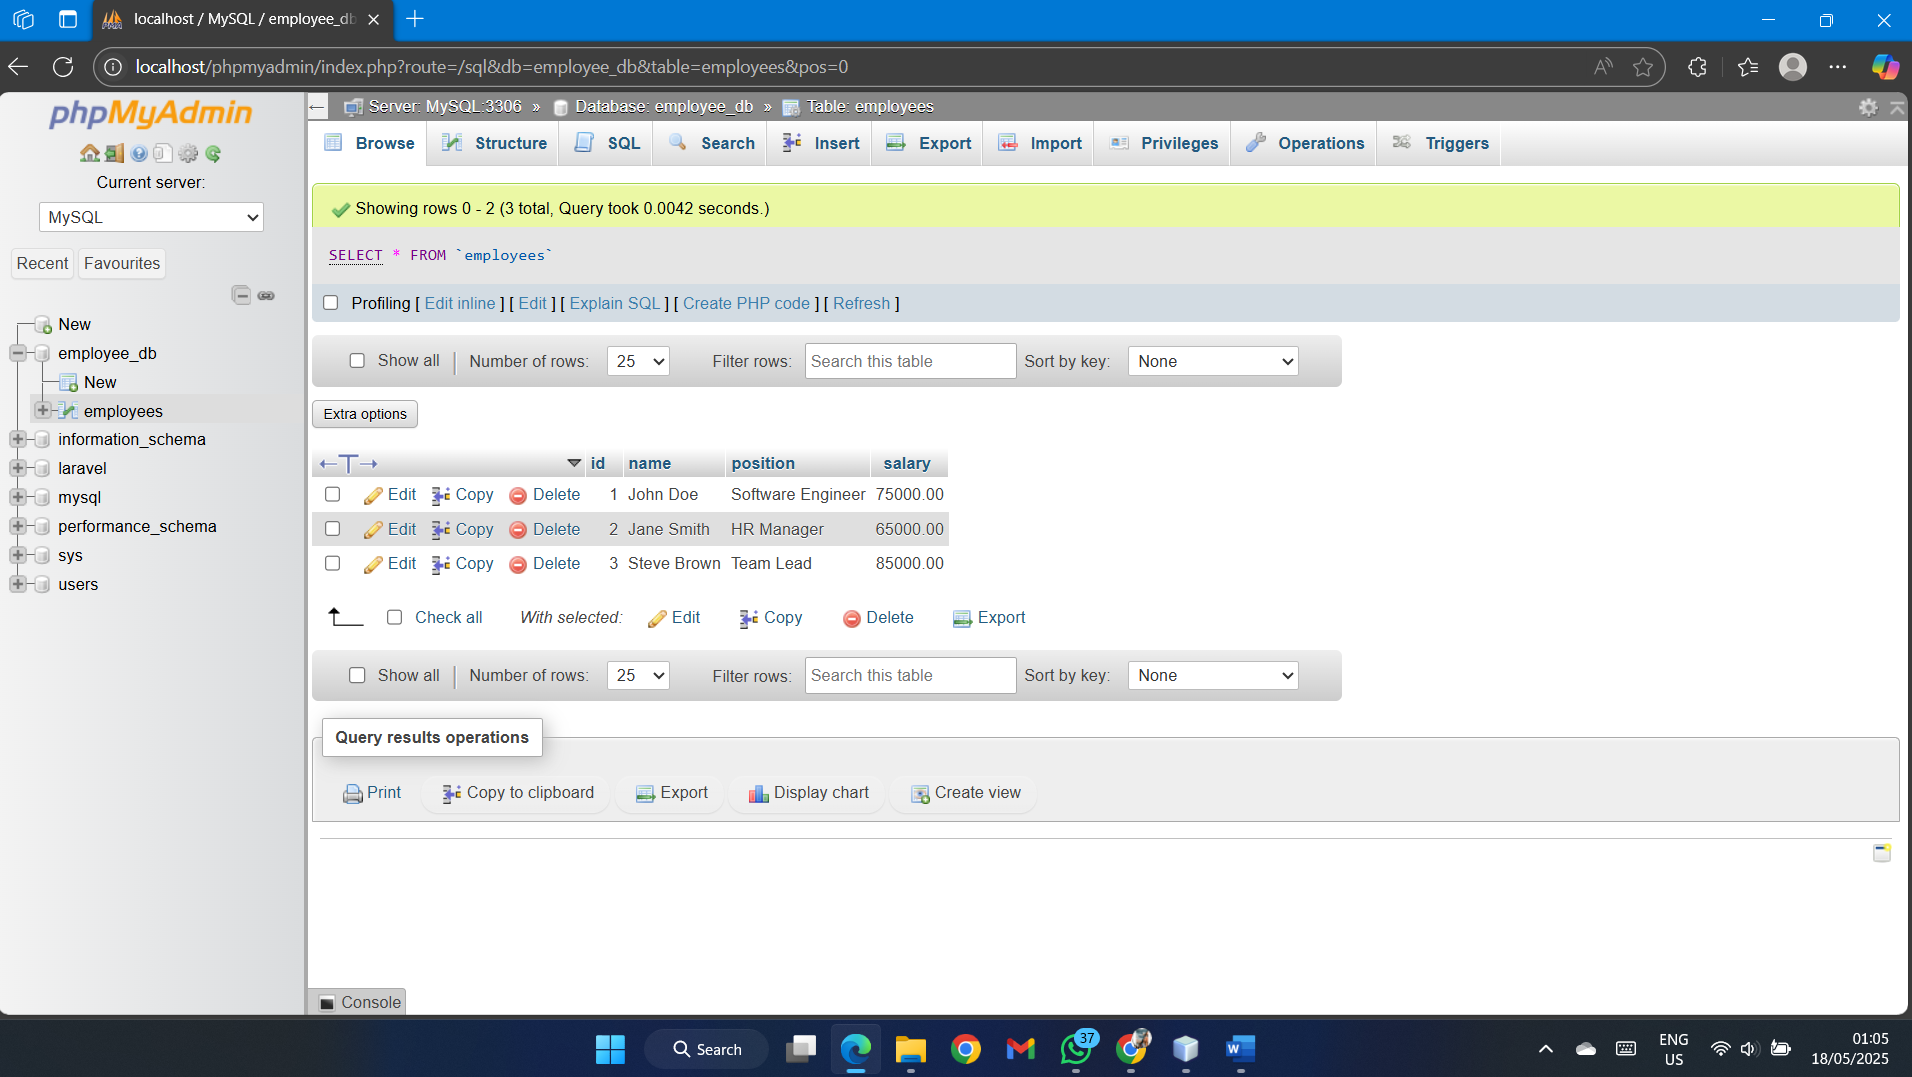 localhost / MySQL / employee_db
localhost/phpmyadmin/index.php?route=/sql&db=employee_db&table=employees&pos=0
phpMyAdmin
Current server:
MySQL
Recent Favourites
New
employee_db
New
employees
information_schema
laravel
mysql
performance_schema
sys
users
Server: MySQL:3306 » Database: employee_db » Table: employees
Browse Structure SQL Search Insert Export Import Privileges Operations Triggers
Showing rows 0 - 2 (3 total, Query took 0.0042 seconds.)
SELECT * FROM `employees`
Profiling [ Edit inline ] [ Edit ] [ Explain SQL ] [ Create PHP code ] [ Refresh ]
Show all | Number of rows: 25 Filter rows: Search this table Sort by key: None
Extra options
←T→ id name position salary
Edit Copy Delete 1 John Doe Software Engineer 75000.00
Edit Copy Delete 2 Jane Smith HR Manager 65000.00
Edit Copy Delete 3 Steve Brown Team Lead 85000.00
Check all With selected: Edit Copy Delete Export
Show all | Number of rows: 25 Filter rows: Search this table Sort by key: None
Query results operations
Print Copy to clipboard Export Display chart Create view
Console
Search
37
ENG
US
01:05
18/05/2025